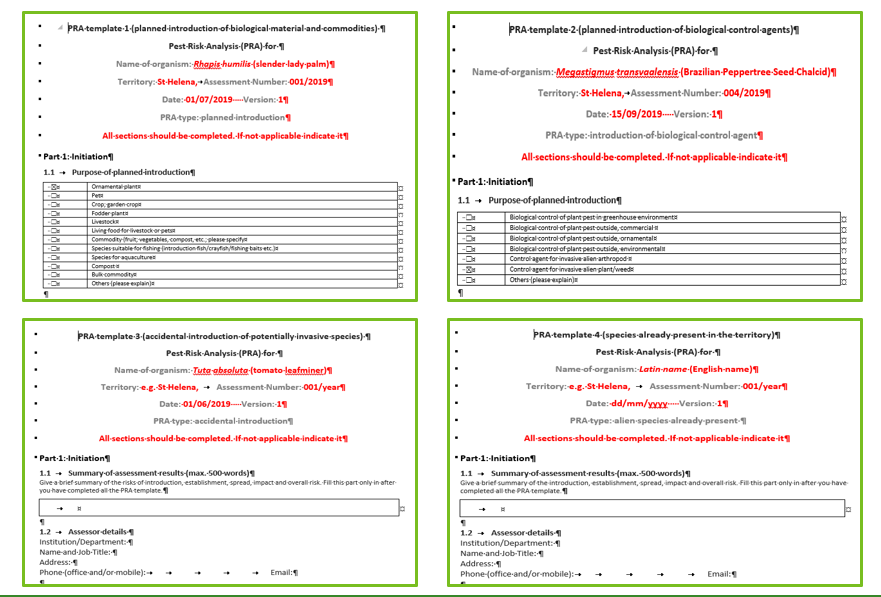 PRA template 1 (planned introduction of biological material and commodities) ¶
Pest Risk Analysis (PRA) for ¶
Name of organism: Rhapis humilis (slender lady palm)¶
Territory: St Helena, → Assessment Number: 001/2019¶
Date: 01/07/2019 Version: 1¶
PRA type: planned introduction¶
All sections should be completed. If not applicable indicate it¶
Part 1: Initiation¶
1.1 → Purpose of planned introduction¶
☒¤ Ornamental plant¤
☐¤ Pet¤
☐¤ Crop, garden crop¤
☐¤ Fodder plant¤
☐¤ Livestock¤
☐¤ Living food for livestock or pets¤
☐¤ Commodity (fruit, vegetables, compost, etc.; please specify¤
☐¤ Species suitable for fishing (introduction fish/crayfish/fishing baits etc.)¤
☐¤ Species for aquaculture¤
☐¤ Compost¤
☐¤ Bulk commodity¤
☐¤ Others (please explain)¤
¶
PRA template 2 (planned introduction of biological control agents)¶
Pest Risk Analysis (PRA) for ¶
Name of organism: Megastigmus transvaalensis (Brazilian Peppertree Seed Chalcid)¶
Territory: St Helena, → Assessment Number: 004/2019¶
Date: 15/09/2019 Version: 1¶
PRA type: introduction of biological control agent¶
All sections should be completed. If not applicable indicate it¶
Part 1: Initiation¶
1.1 → Purpose of planned introduction¶
☐¤ Biological control of plant pest in greenhouse environment¤
☐¤ Biological control of plant pest outside, commercial ¤
☐¤ Biological control of plant pest outside, ornamental¤
☐¤ Biological control of plant pest outside, environmental¤
☐¤ Control agent for invasive alien arthropod ¤
☒¤ Control agent for invasive alien plant/weed¤
☐¤ Others (please explain)¤
¶
PRA template 3 (accidental introduction of potentially invasive species) ¶
Pest Risk Analysis (PRA) for ¶
Name of organism: Tuta absoluta (tomato leafminer)¶
Territory: e.g. St Helena, → Assessment Number: 001/year¶
Date: 01/06/2019 Version: 1¶
PRA type: accidental introduction¶
All sections should be completed. If not applicable indicate it¶
Part 1: Initiation¶
1.1 → Summary of assessment results (max. 500 words)¶
Give a brief summary of the risks of introduction, establishment, spread, impact and overall risk. Fill this part only in after
you have completed all the PRA template. ¶
→ ¤
¶
1.2 → Assessor details ¶
Institution/Department: ¶
Name and Job Title: ¶
Address: ¶
Phone (office and/or mobile): → → → → → Email: ¶
PRA template 4 (species already present in the territory) ¶
Pest Risk Analysis (PRA) for ¶
Name of organism: Latin name (English name)¶
Territory: e.g. St Helena, → Assessment Number: 001/year¶
Date: dd/mm/yyyy Version: 1¶
PRA type: alien species already present ¶
All sections should be completed. If not applicable indicate it¶
Part 1: Initiation¶
1.1 → Summary of assessment results (max. 500 words)¶
Give a brief summary of the risks of introduction, establishment, spread, impact and overall risk. Fill this part only in after you have
completed all the PRA template. ¶
→ ¤
¶
1.2 → Assessor details ¶
Institution/Department: ¶
Name and Job Title: ¶
Address: ¶
Phone (office and/or mobile): → → → → → Email: ¶